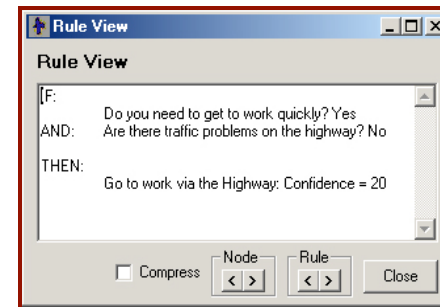 Rule View
Rule View
IF:
Do you need to get to work quickly? Yes
AND: Are there traffic problems on the highway? No
THEN:
Go to work via the Highway: Confidence = 20
Compress Node < > Rule < > Close